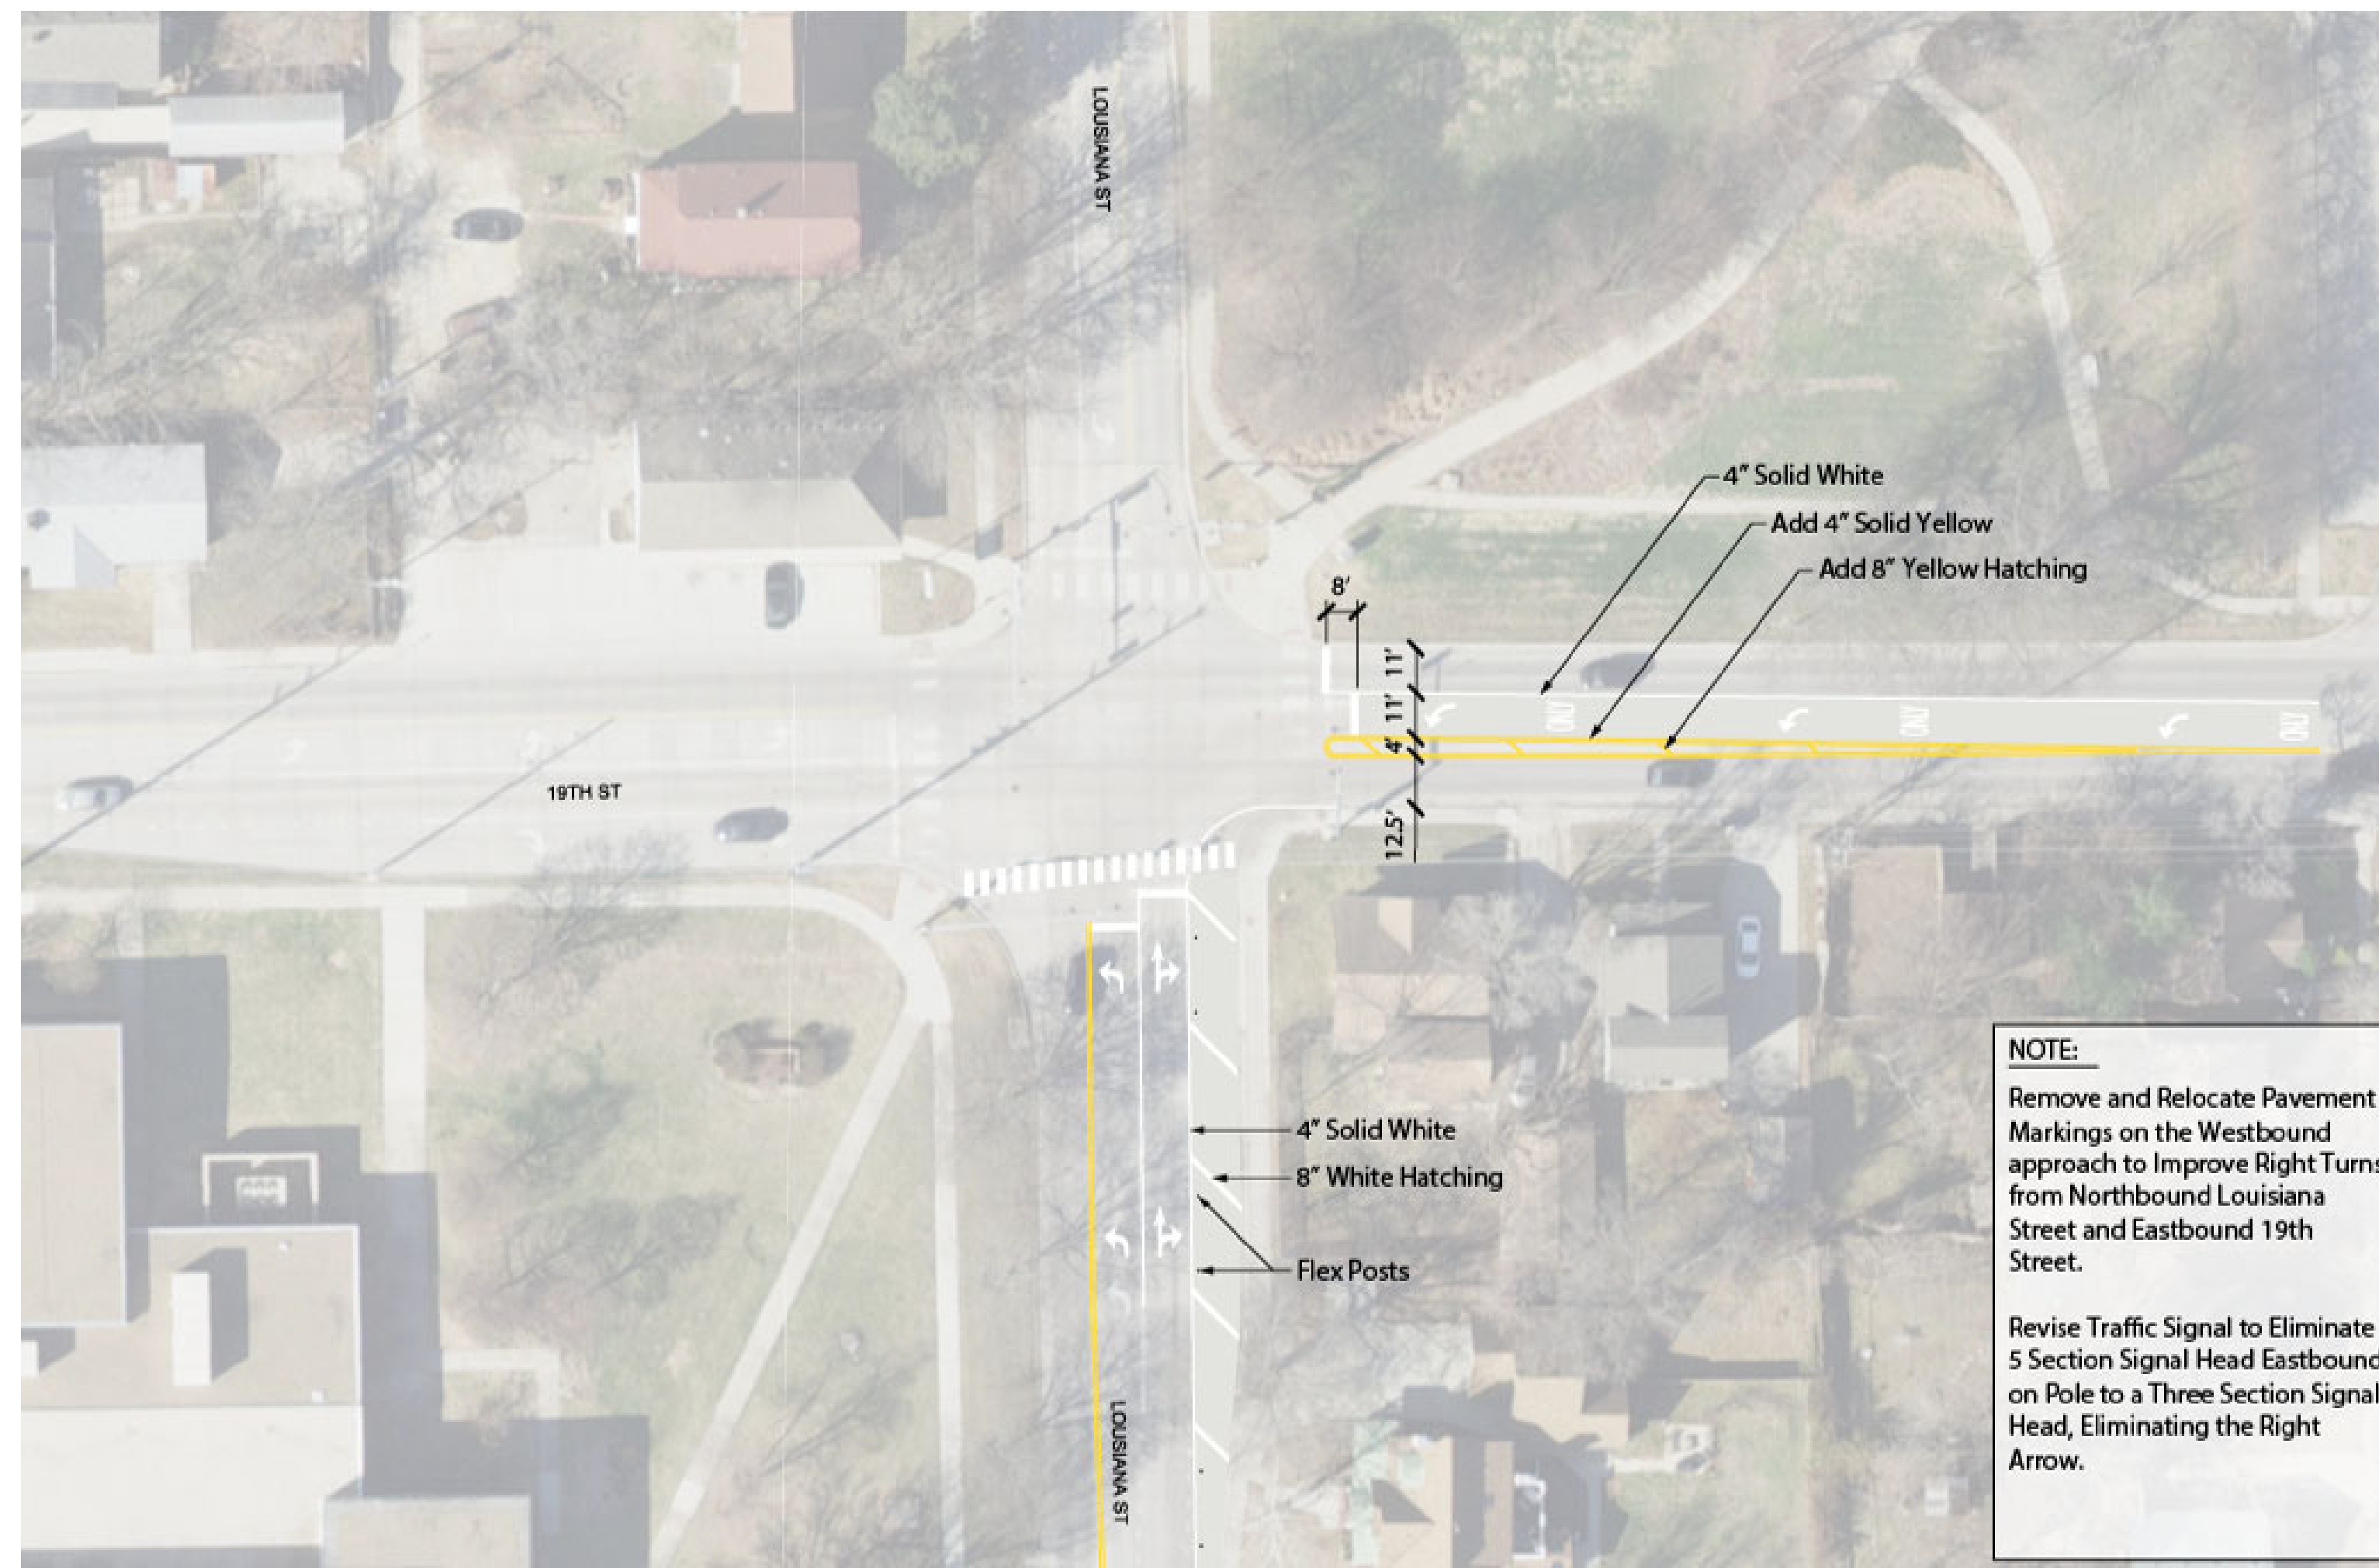 LOUISIANA ST
4" Solid White
Add 4" Solid Yellow
Add 8" Yellow Hatching
8'
11'
11'
4'
12.5'
ONLY
ONLY
ONLY
19TH ST
4" Solid White
8" White Hatching
Flex Posts
LOUISIANA ST
NOTE:
Remove and Relocate Pavement
Markings on the Westbound
approach to Improve Right Turns
from Northbound Louisiana
Street and Eastbound 19th
Street.
Revise Traffic Signal to Eliminate
5 Section Signal Head Eastbound
on Pole to a Three Section Signal
Head, Eliminating the Right
Arrow.